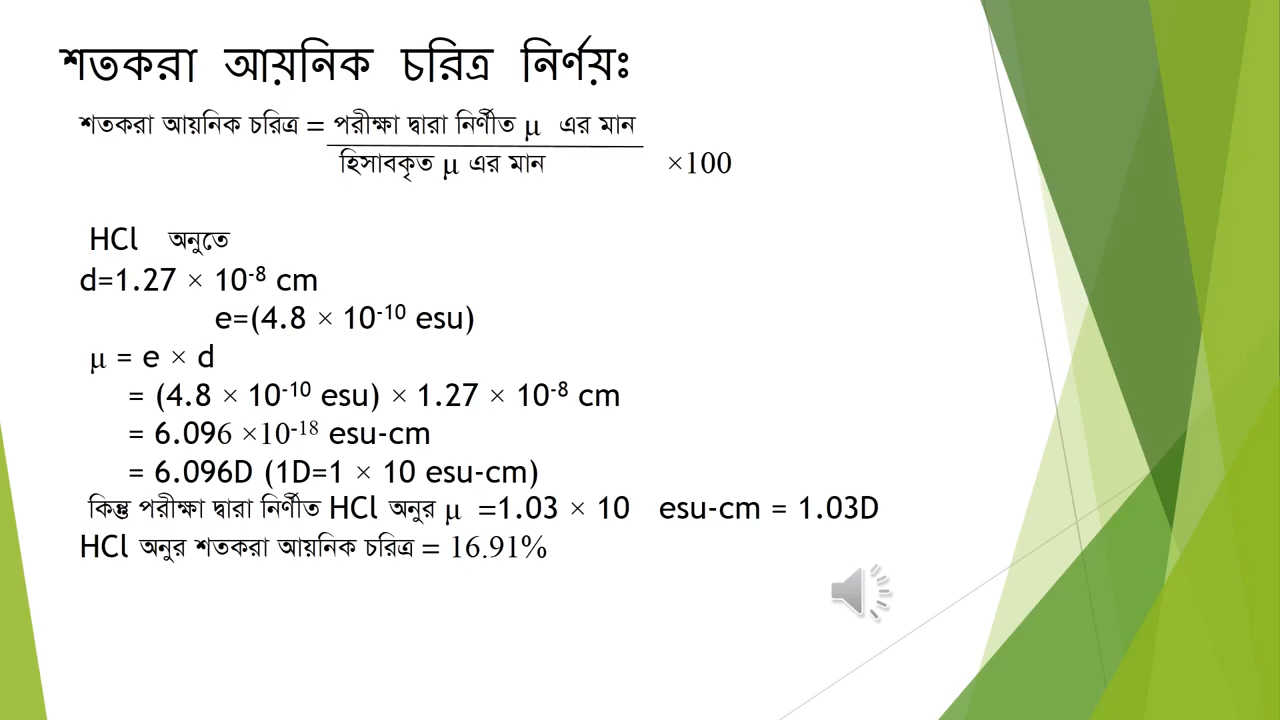 শতকরা আয়নিক চরিত্র নির্ণয়ঃ
শতকরা আয়নিক চরিত্র = পরীক্ষা দ্বারা নির্ণীত μ এর মান
হিসাবকৃত μ এর মান ×100
HCl অনুতে
d=1.27 × 10⁻⁸ cm
e=(4.8 × 10⁻¹⁰ esu)
μ = e × d
= (4.8 × 10⁻¹⁰ esu) × 1.27 × 10⁻⁸ cm
= 6.096 ×10⁻¹⁸ esu-cm
= 6.096D (1D=1 × 10 esu-cm)
কিন্তু পরীক্ষা দ্বারা নির্ণীত HCl অনুর μ =1.03 × 10 esu-cm = 1.03D
HCl অনুর শতকরা আয়নিক চরিত্র = 16.91%